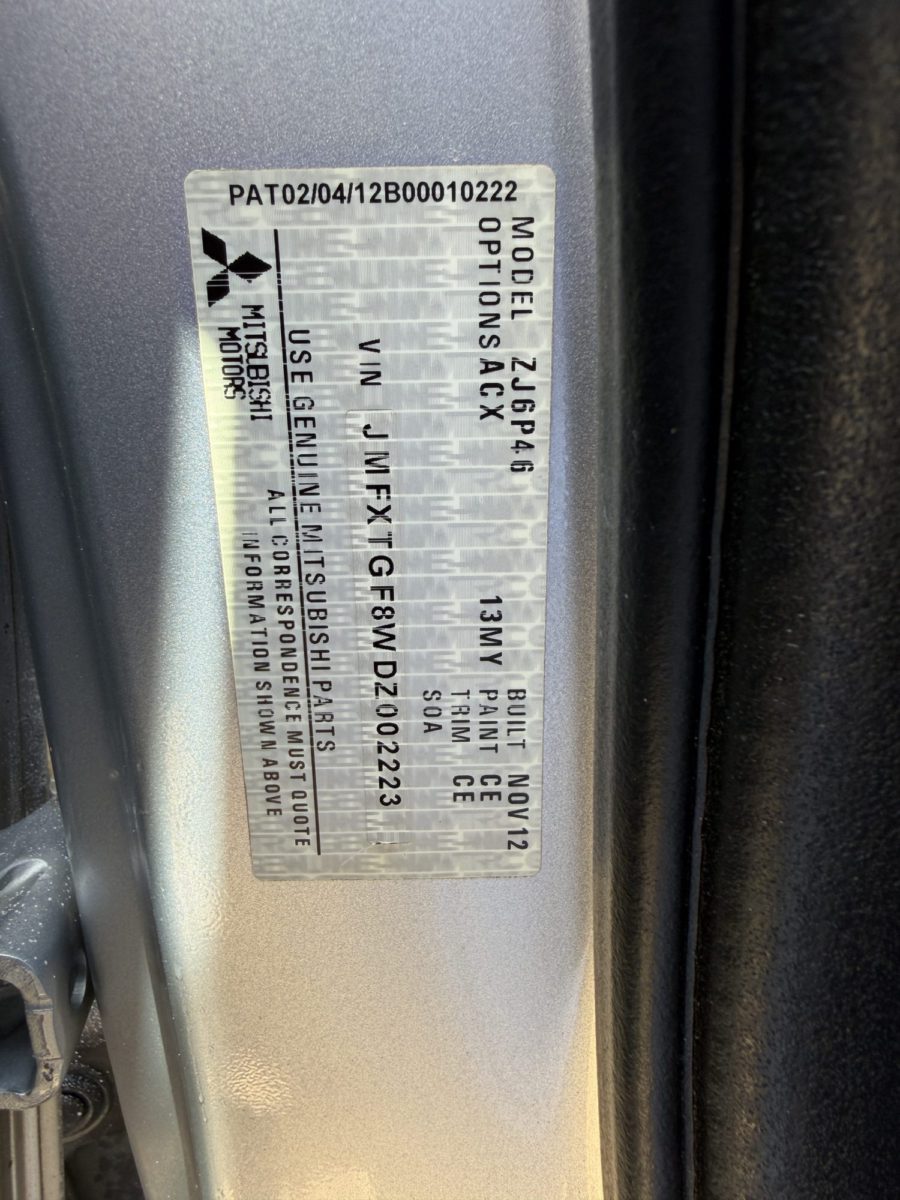 PAT02/04/12B00010222
MODEL ZJ6P46 BUILT NOV12
OPTIONS ACX 13MY PAINT CE
TRIM CE
SOA
VIN JMFXTGF8WDZ002223
USE GENUINE MITSUBISHI PARTS
MITSUBISHI
MOTORS
ALL CORRESPONDENCE MUST QUOTE
INFORMATION SHOWN ABOVE